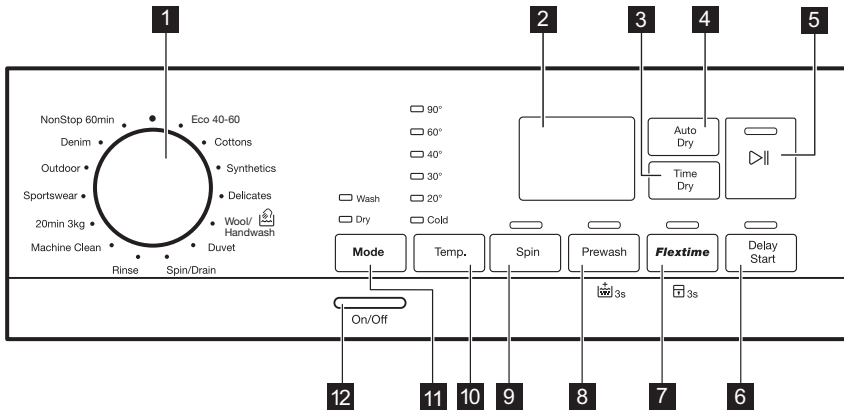 1
2
3
4
5
NonStop 60min
Eco 40-60
Denim
Cottons
Outdoor
Synthetics
Sportswear
Delicates
20min 3kg
Wool/
Handwash
Machine Clean
Duvet
Rinse
Spin/Drain
90°
60°
40°
30°
20°
Cold
Wash
Dry
Auto
Dry
Time
Dry
Mode
Temp.
Spin
Prewash
Flextime
Delay
Start
3s
3s
On/Off
12
11
10
9
8
7
6